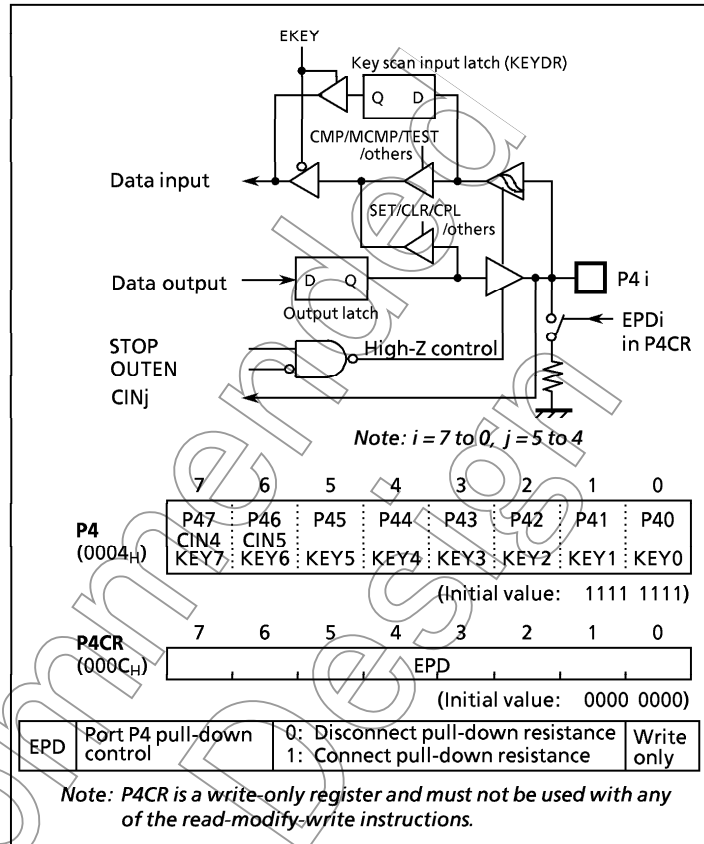 EKEY
Key scan input latch (KEYDR)
Q D
CMP/MCMP/TEST
/others
Data input
SET/CLR/CPL
/others
Data output
D Q
P4 i
Output latch
EPDi
in P4CR
STOP
High-Z control
OUTEN
CINj
Note: i = 7 to 0, j = 5 to 4
7 6 5 4 3 2 1 0
P4
(0004H)
P47 P46 P45 P44 P43 P42 P41 P40
CIN4 CIN5
KEY7 KEY6 KEY5 KEY4 KEY3 KEY2 KEY1 KEY0
(Initial value: 1111 1111)
P4CR
(000CH)
7 6 5 4 3 2 1 0
EPD
(Initial value: 0000 0000)
EPD
Port P4 pull-down
control
0: Disconnect pull-down resistance
1: Connect pull-down resistance
Write
only
Note: P4CR is a write-only register and must not be used with any
of the read-modify-write instructions.
ommended
Design